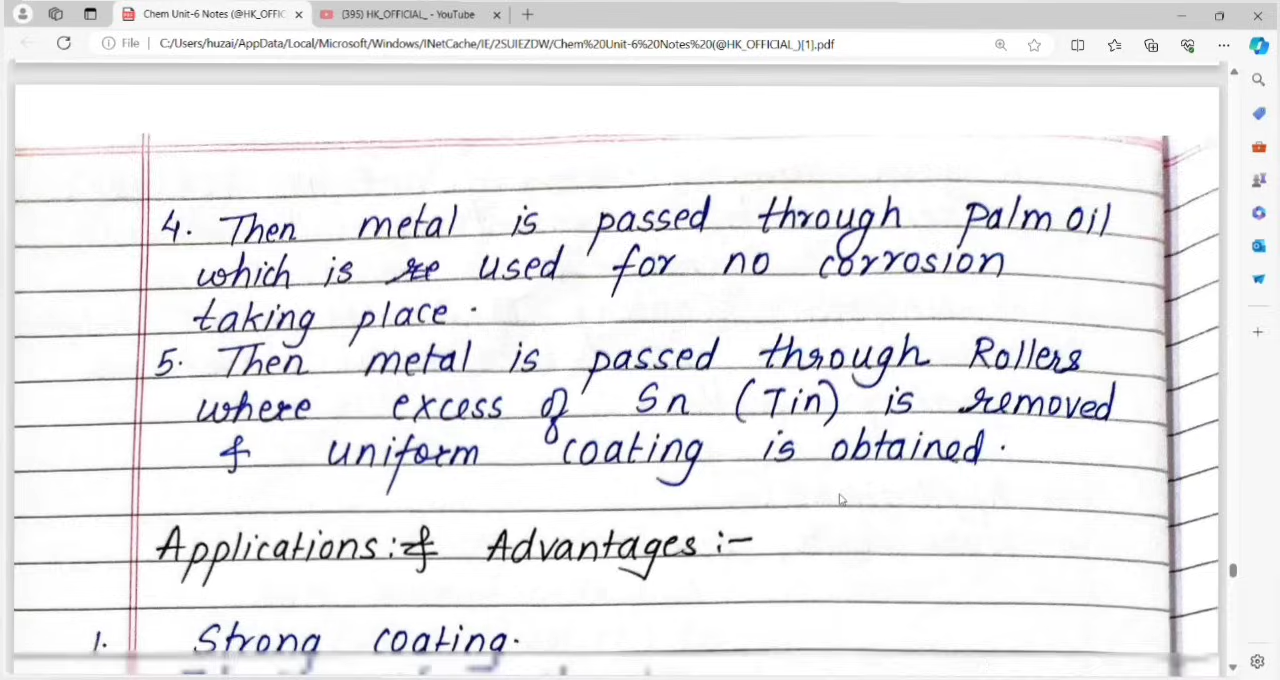 Chem Unit-6 Notes (@HK_OFFIC
(395) HK_OFFICIAL_ - YouTube
File
C:/Users/huzai/AppData/Local/Microsoft/Windows/INetCache/IE/2SUIEZDW/Chem%20Unit-6%20Notes%20(@HK_OFFICIAL_)[1].pdf
4. Then metal is passed through palm oil
which is used for no corrosion
taking place.
5. Then metal is passed through Rollers
where excess of Sn (Tin) is removed
& uniform coating is obtained.
Applications: & Advantages :-
1. Strong coating.